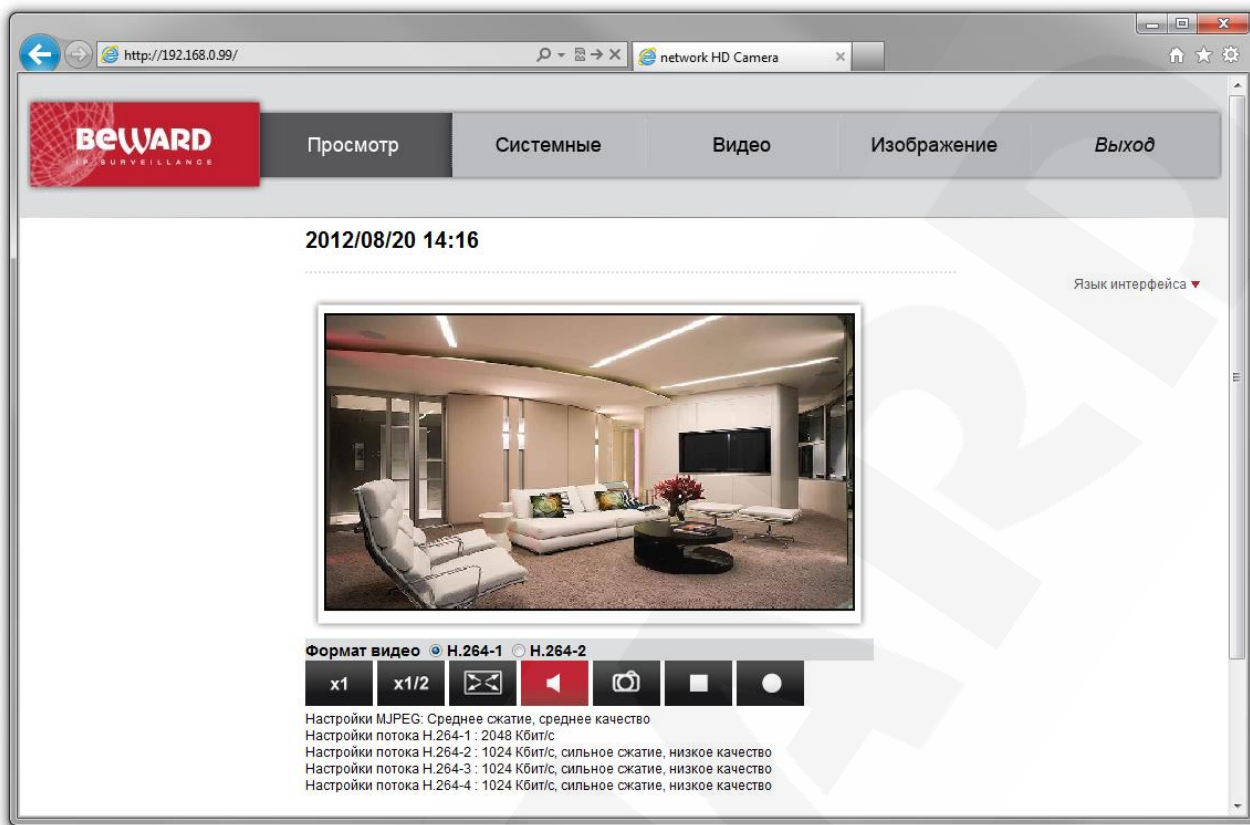 http://192.168.0.99/
network HD Camera
BEWARD
IP SURVEILLANCE
Просмотр
Системные
Видео
Изображение
Выход
2012/08/20 14:16
Язык интерфейса
Формат видео H.264-1 H.264-2
x1 x1/2
Настройки MJPEG: Среднее сжатие, среднее качество
Настройки потока H.264-1 : 2048 Кбит/с
Настройки потока H.264-2 : 1024 Кбит/с, сильное сжатие, низкое качество
Настройки потока H.264-3 : 1024 Кбит/с, сильное сжатие, низкое качество
Настройки потока H.264-4 : 1024 Кбит/с, сильное сжатие, низкое качество